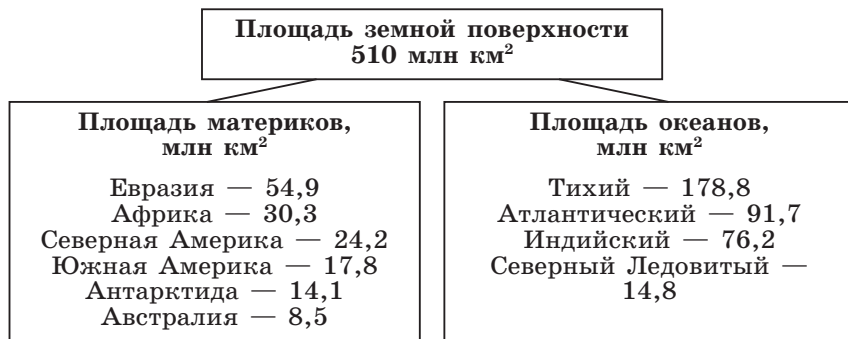 Площадь земной поверхности
510 млн км²
Площадь материков,
млн км²
Евразия — 54,9
Африка — 30,3
Северная Америка — 24,2
Южная Америка — 17,8
Антарктида — 14,1
Австралия — 8,5
Площадь океанов,
млн км²
Тихий — 178,8
Атлантический — 91,7
Индийский — 76,2
Северный Ледовитый —
14,8